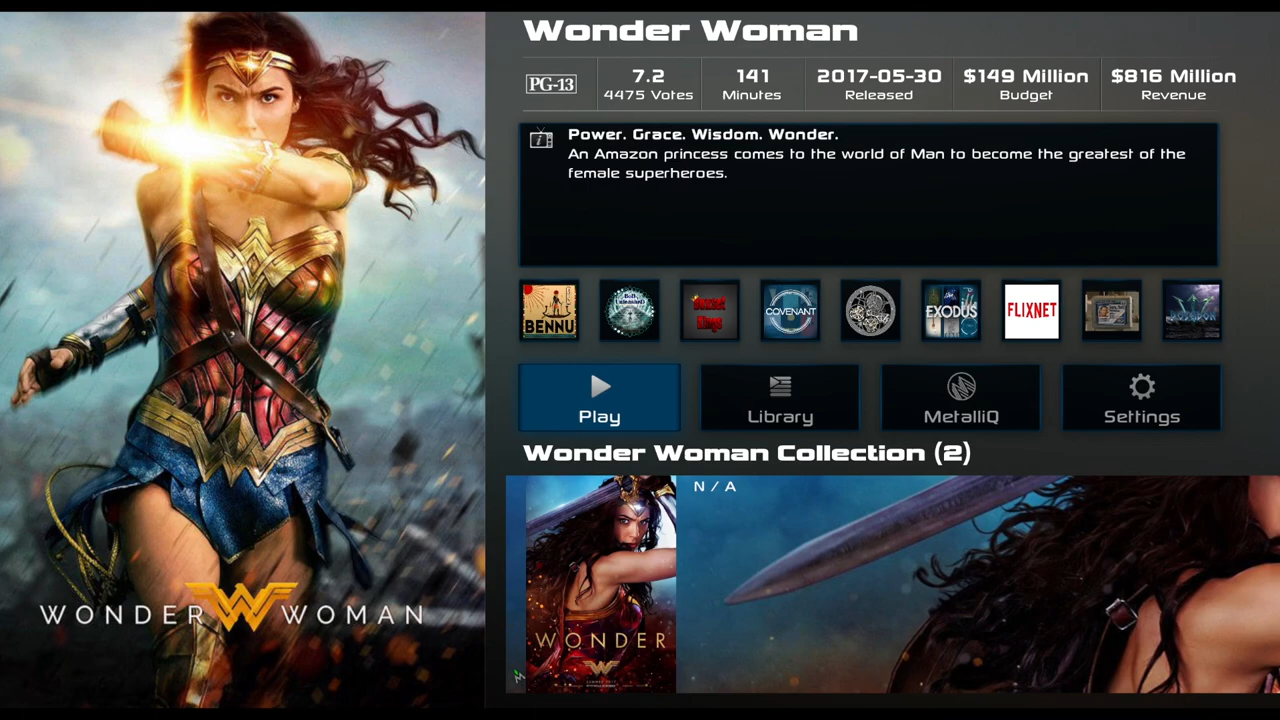 Wonder Woman
PG-13
7.2
4475 Votes
141
Minutes
2017-05-30
Released
$149 Million
Budget
$816 Million
Revenue
Power. Grace. Wisdom. Wonder.
An Amazon princess comes to the world of Man to become the greatest of the
female superheroes.
BENNU
COVENANT
EXODUS
FLIXNET
Play
Library
MetalliQ
Settings
Wonder Woman Collection (2)
N / A
WONDER WOMAN
WONDER